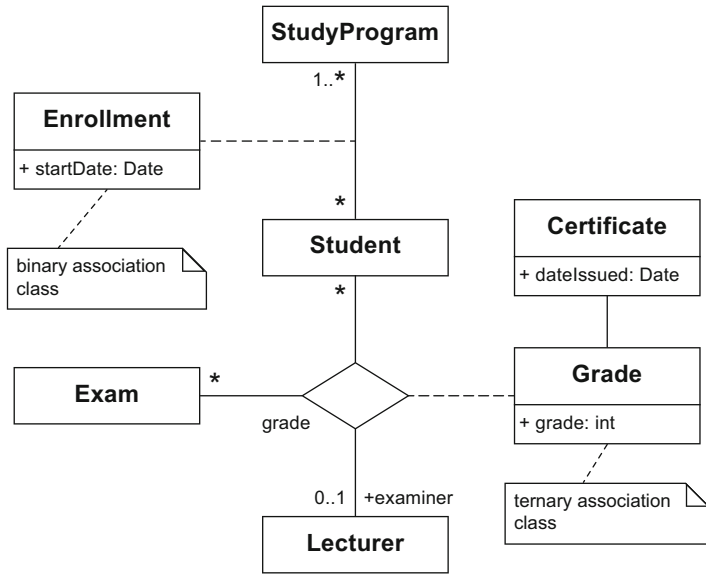 StudyProgram
1..*
Enrollment
+ startDate: Date
*
Student
*
binary association
class
Certificate
+ dateIssued: Date
Exam
*
grade
Grade
+ grade: int
0..1
+examiner
Lecturer
ternary association
class